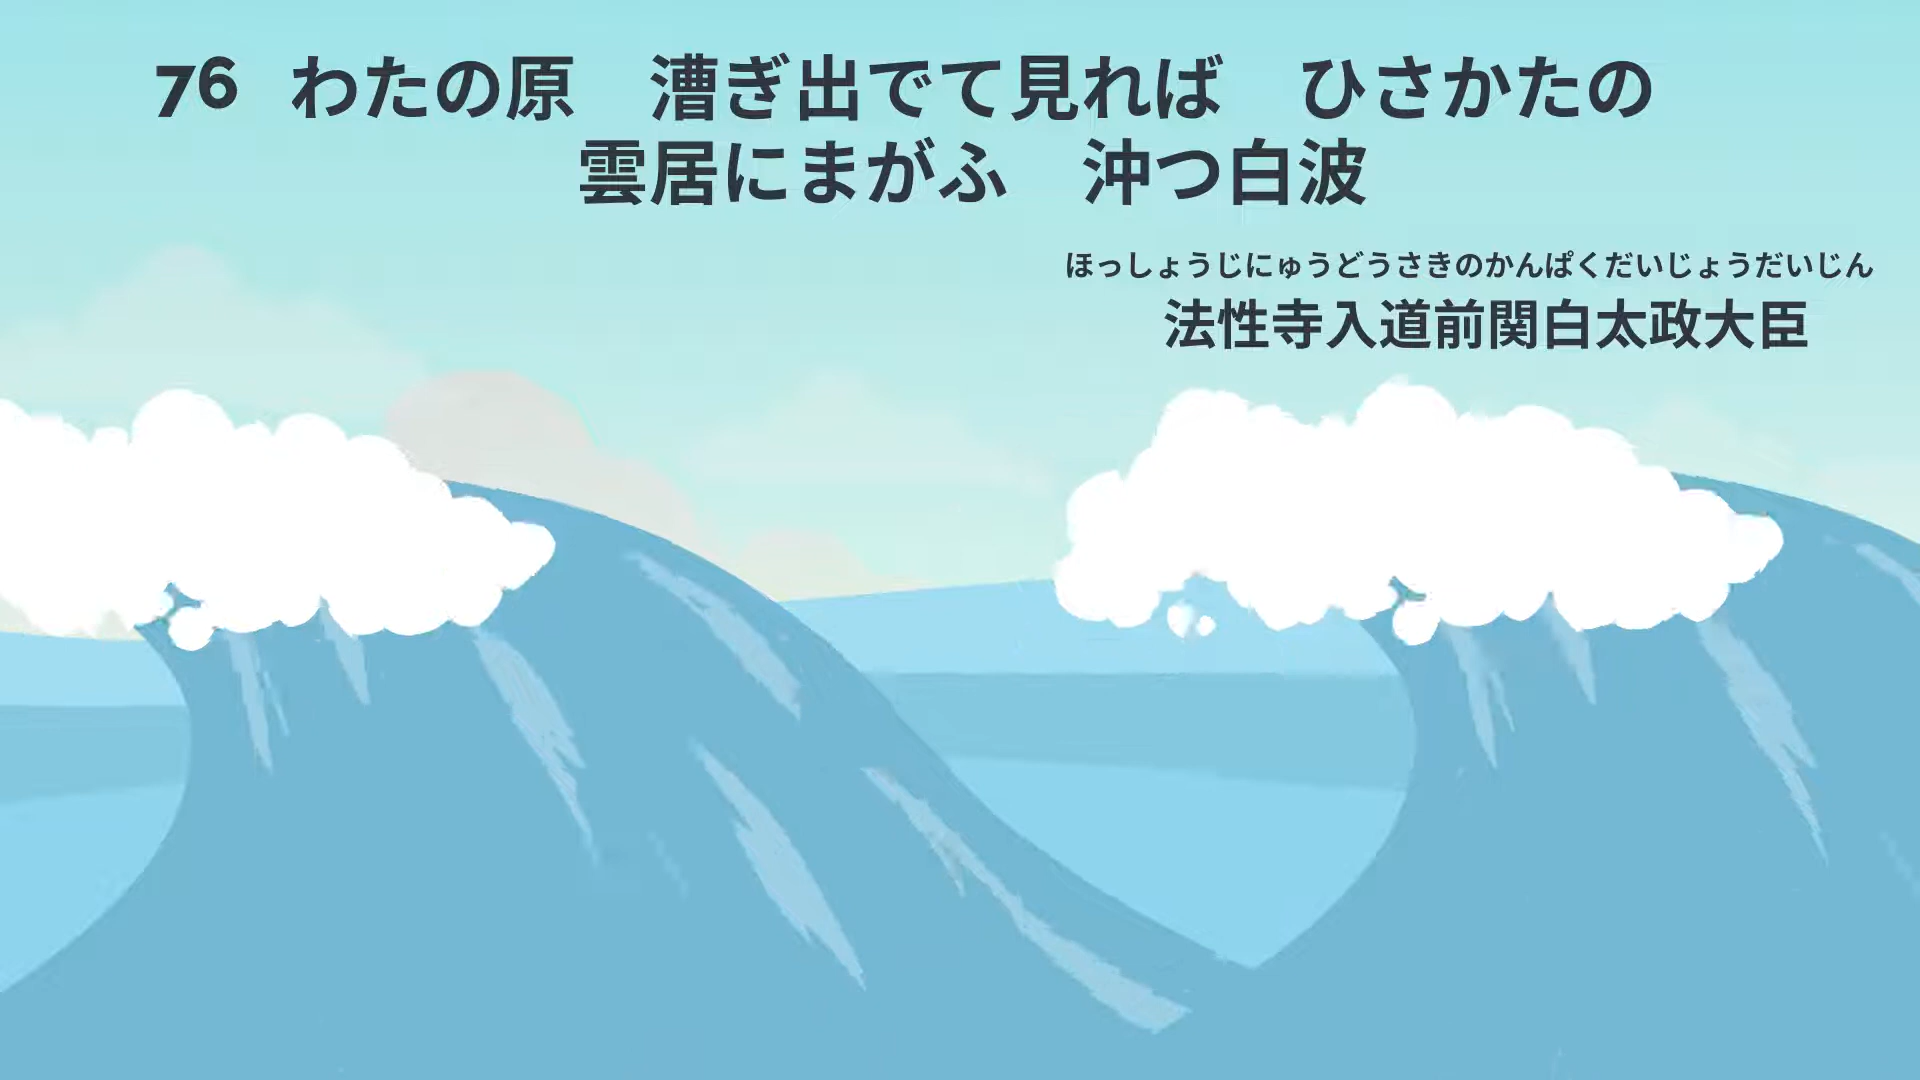 76 わたの原　漕ぎ出でて見れば　ひさかたの
雲居にまがふ　沖つ白波
ほっしょうじにゅうどうさきのかんぱくだいじょうだいじん
法性寺入道前関白太政大臣